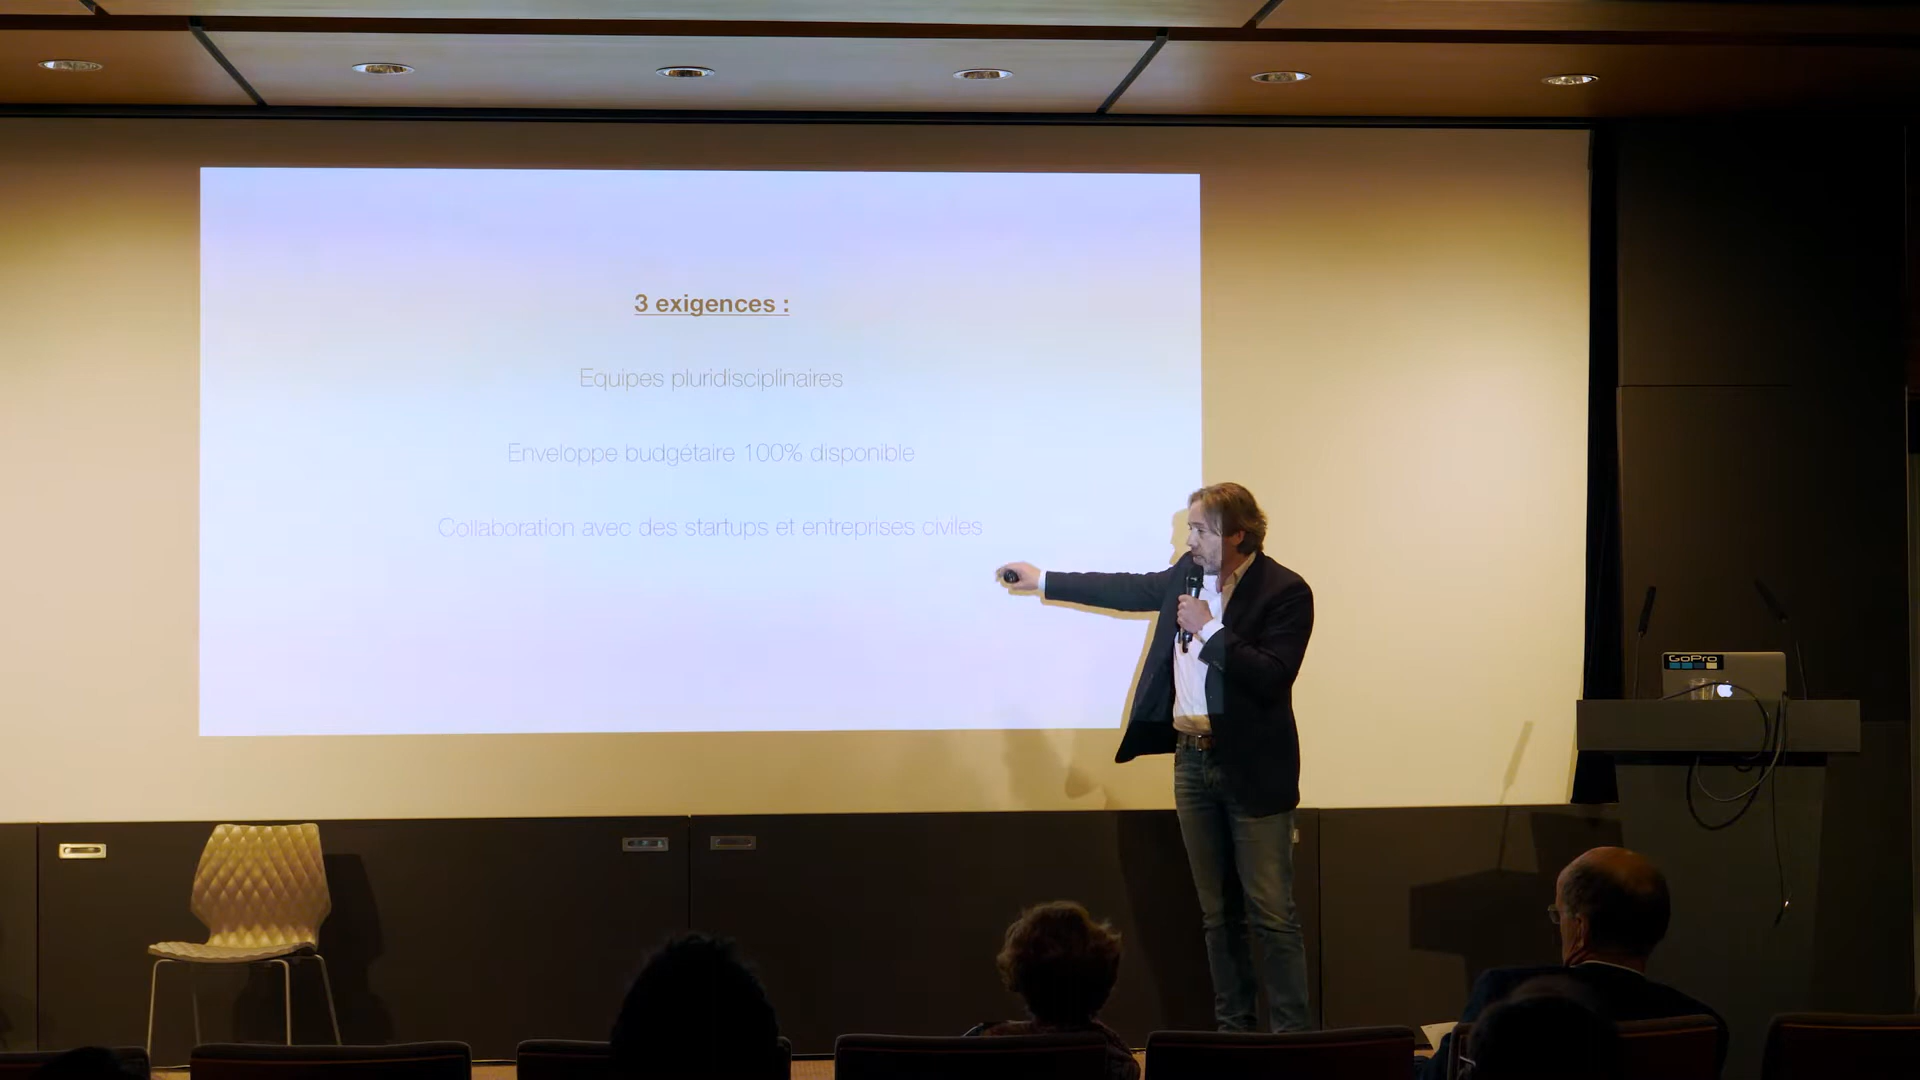 3 exigences :
Equipes pluridisciplinaires
Enveloppe budgétaire 100% disponible
Collaboration avec des startups et entreprises civiles
GoPro